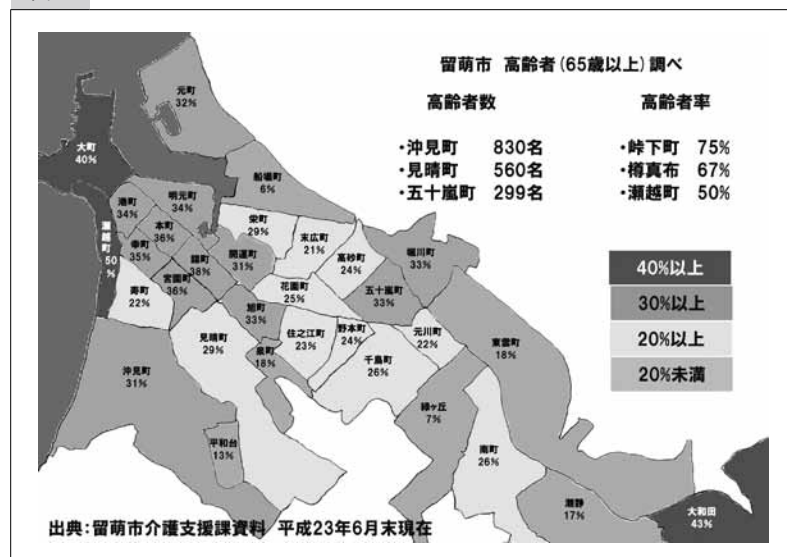 留萌市 高齢者(65歳以上)調べ
高齢者数
・沖見町 830名
・見晴町 560名
・五十嵐町 299名
高齢者率
・峠下町 75%
・樽真布 67%
・瀬越町 50%
元町
32%
大町
40%
船場町
6%
港町
34%
明元町
34%
瀬越町 50
%
本町
36%
幸町
35%
錦町
38%
宮園町
36%
開運町
31%
栄町
29%
末広町
21%
高砂町
24%
堀川町
33%
五十嵐町
33%
花園町
25%
寿町
22%
旭町
33%
見晴町
29%
住之江町
23%
野本町
24%
元川町
22%
泉町
18%
千鳥町
26%
東雲町
18%
沖見町
31%
緑ヶ丘
7%
平和台
13%
南町
26%
潮静
17%
大和田
43%
40%以上
30%以上
20%以上
20%未満
出典：留萌市介護支援課資料 平成23年6月末現在